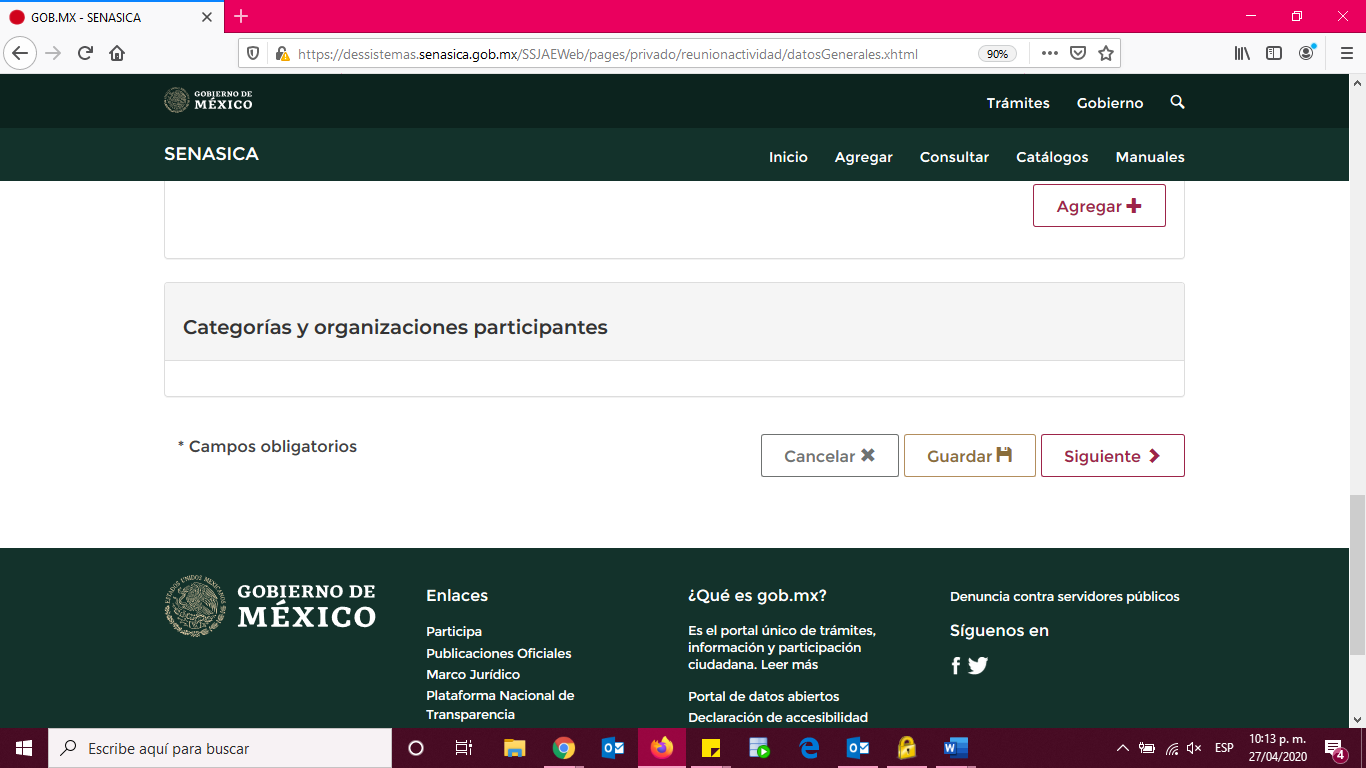 GOB.MX - SENASICA
https://dessistemas.senasica.gob.mx/SSJAEWeb/pages/privado/reunionactividad/datosGenerales.xhtml
90%
GOBIERNO DE
MÉXICO
Trámites
Gobierno
SENASICA
Inicio
Agregar
Consultar
Catálogos
Manuales
Agregar
Categorías y organizaciones participantes
* Campos obligatorios
Cancelar
Guardar
Siguiente
ESTADOS UNIDOS MEXICANOS
GOBIERNO DE
MÉXICO
Enlaces
Participa
Publicaciones Oficiales
Marco Jurídico
Plataforma Nacional de
Transparencia
¿Qué es gob.mx?
Es el portal único de trámites,
información y participación
ciudadana. Leer más
Portal de datos abiertos
Declaración de accesibilidad
Denuncia contra servidores públicos
Síguenos en
Escribe aquí para buscar
ESP
10:13 p. m.
27/04/2020
4